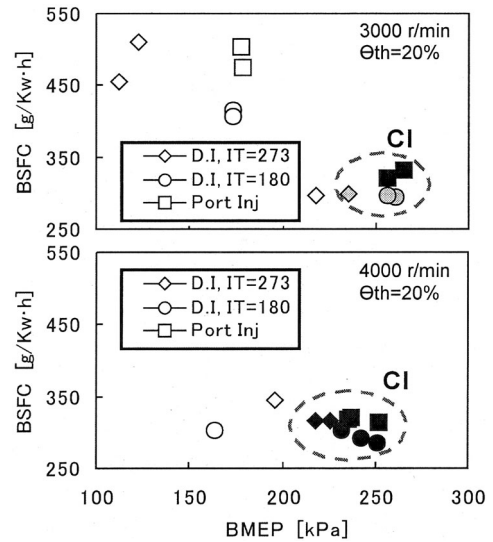 BSFC [g/Kw·h]
550
450
350
250
3000 r/min
Θth=20%
CI
D.I, IT=273
D.I, IT=180
Port Inj
BSFC [g/Kw·h]
550
450
350
250
4000 r/min
Θth=20%
D.I, IT=273
D.I, IT=180
Port Inj
CI
100 150 200 250 300
BMEP [kPa]